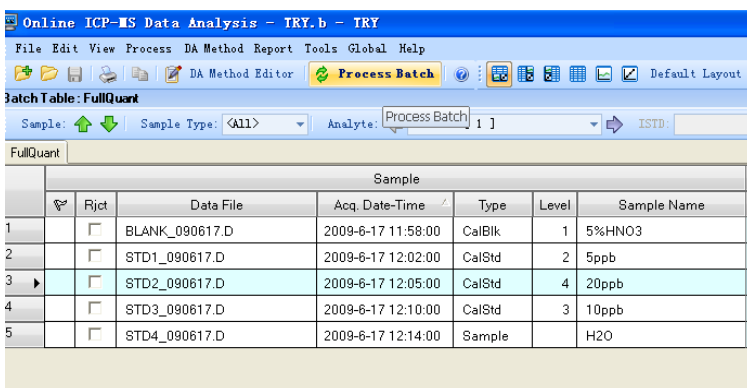 Online ICP-MS Data Analysis - TRY.b - TRY
File Edit View Process DA Method Report Tools Global Help
DA Method Editor Process Batch Default Layout
Batch Table: FullQuant
Sample: Sample Type: <All> Analyte: 1 ] ISTD:
Process Batch
FullQuant
Sample
Rjct Data File Acq. Date-Time Type Level Sample Name
1 BLANK_090617.D 2009-6-17 11:58:00 CalBlk 1 5%HNO3
2 STD1_090617.D 2009-6-17 12:02:00 CalStd 2 5ppb
3 STD2_090617.D 2009-6-17 12:05:00 CalStd 4 20ppb
4 STD3_090617.D 2009-6-17 12:10:00 CalStd 3 10ppb
5 STD4_090617.D 2009-6-17 12:14:00 Sample H2O